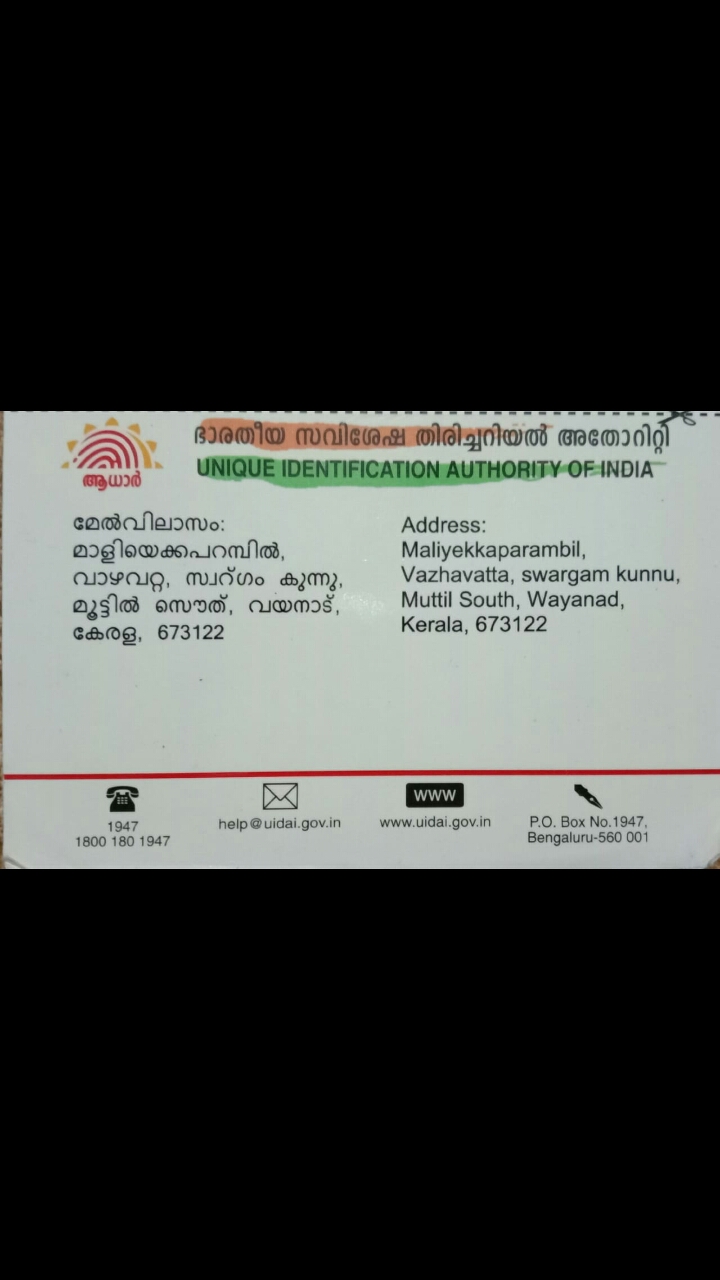 ആധാർ
ഭാരതീയ സവിശേഷ തിരിച്ചറിയൽ അതോറിറ്റി
UNIQUE IDENTIFICATION AUTHORITY OF INDIA
മേൽവിലാസം:
മാളിയെക്കപറമ്പിൽ,
വാഴവറ്റ, സ്വറ്ഗം കുന്നു,
മൂട്ടിൽ സൌത്, വയനാട്,
കേരള, 673122
Address:
Maliyekkaparambil,
Vazhavatta, swargam kunnu,
Muttil South, Wayanad,
Kerala, 673122
1947
1800 180 1947
help@uidai.gov.in
WWW
www.uidai.gov.in
P.O. Box No.1947,
Bengaluru-560 001